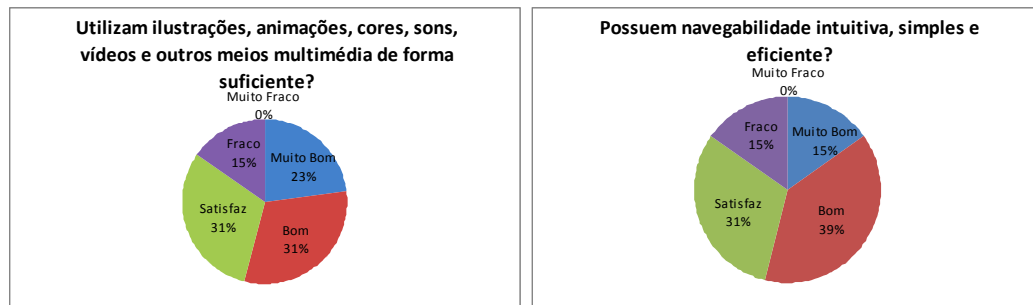 Utilizam ilustrações, animações, cores, sons,
vídeos e outros meios multimédia de forma
suficiente?
Muito Fraco
0%
Fraco
15%
Muito Bom
23%
Satisfaz
31%
Bom
31%
Possuem navegabilidade intuitiva, simples e
eficiente?
Muito Fraco
0%
Fraco
15%
Muito Bom
15%
Satisfaz
31%
Bom
39%